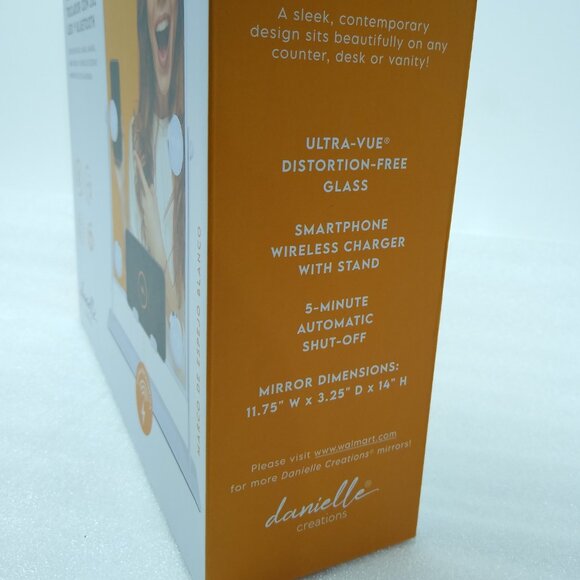 LED Y BLUETOOTH
MARCO DE ESPEJO BLANCO
A sleek, contemporary
design sits beautifully on any
counter, desk or vanity!
ULTRA-VUE®
DISTORTION-FREE
GLASS
SMARTPHONE
WIRELESS CHARGER
WITH STAND
5-MINUTE
AUTOMATIC
SHUT-OFF
MIRROR DIMENSIONS:
11.75" W x 3.25" D x 14" H
Please visit www.walmart.com
for more Danielle Creations® mirrors!
danielle®
creations